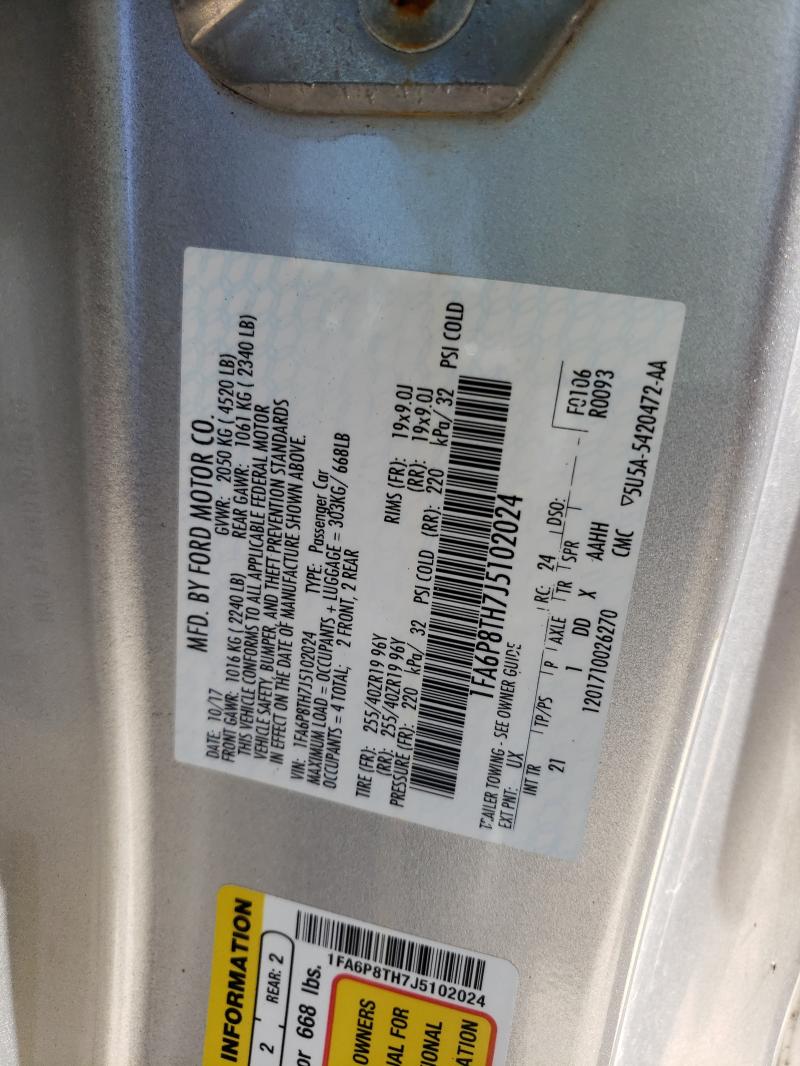 MFD. BY FORD MOTOR CO.
DATE: 10/17 GVWR: 2050 KG ( 4520 LB)
FRONT GAWR: 1016 KG ( 2240 LB) REAR GAWR: 1061 KG ( 2340 LB)
THIS VEHICLE CONFORMS TO ALL APPLICABLE FEDERAL MOTOR
VEHICLE SAFETY, BUMPER, AND THEFT PREVENTION STANDARDS
IN EFFECT ON THE DATE OF MANUFACTURE SHOWN ABOVE.
VIN: 1FA6P8TH7J5102024 TYPE: Passenger Car
MAXIMUM LOAD = OCCUPANTS + LUGGAGE = 303KG/ 668LB
OCCUPANTS = 4 TOTAL; 2 FRONT, 2 REAR
TIRE (FR): 255/40ZR19 96Y RIMS (FR): 19x9.0J
(RR): 255/40ZR19 96Y (RR): 19x9.0J
PRESSURE (FR): 220 kPa/ 32 PSI COLD (RR): 220 kPa/ 32 PSI COLD
1FA6P8TH7J5102024
TRAILER TOWING - SEE OWNER GUIDE
EXT PNT: UX RC: 24 DSO:
INT TR TP/PS R AXLE TR SPR F0106
21 1 DD X AAHH R0093
1201710026270 CMC
▽5U5A-5420472-AA
INFORMATION
2 REAR: 2
or 668 lbs.
1FA6P8TH7J5102024
OWNERS
AL FOR
IONAL
ATION